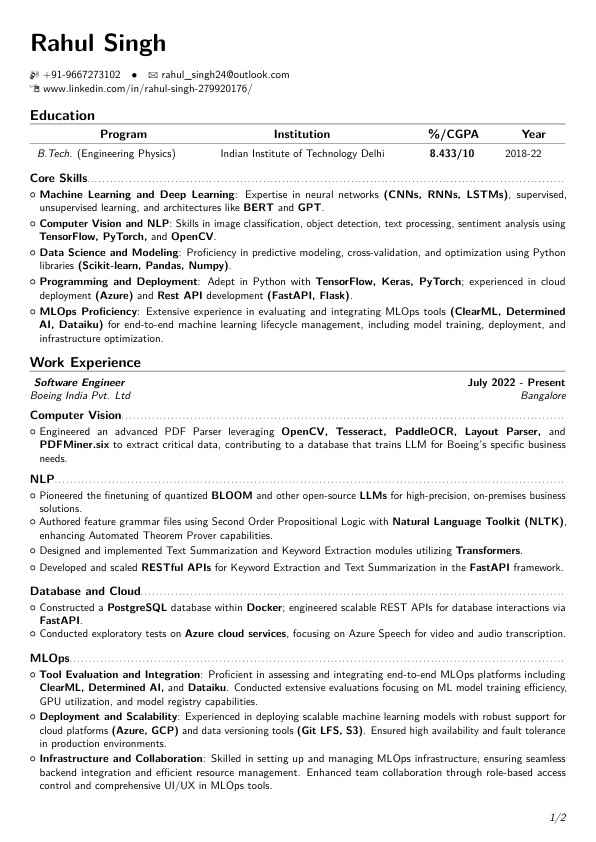 Rahul Singh
+91-9667273102 • rahul_singh24@outlook.com
www.linkedin.com/in/rahul-singh-279920176/
Education
Program Institution %/CGPA Year
B.Tech. (Engineering Physics) Indian Institute of Technology Delhi 8.433/10 2018-22
Core Skills
Machine Learning and Deep Learning: Expertise in neural networks (CNNs, RNNs, LSTMs), supervised,
unsupervised learning, and architectures like BERT and GPT.
Computer Vision and NLP: Skills in image classification, object detection, text processing, sentiment analysis using
TensorFlow, PyTorch, and OpenCV.
Data Science and Modeling: Proficiency in predictive modeling, cross-validation, and optimization using Python
libraries (Scikit-learn, Pandas, Numpy).
Programming and Deployment: Adept in Python with TensorFlow, Keras, PyTorch; experienced in cloud
deployment (Azure) and Rest API development (FastAPI, Flask).
MLOps Proficiency: Extensive experience in evaluating and integrating MLOps tools (ClearML, Determined
AI, Dataiku) for end-to-end machine learning lifecycle management, including model training, deployment, and
infrastructure optimization.
Work Experience
Software Engineer July 2022 - Present
Boeing India Pvt. Ltd Bangalore
Computer Vision
Engineered an advanced PDF Parser leveraging OpenCV, Tesseract, PaddleOCR, Layout Parser, and
PDFMiner.six to extract critical data, contributing to a database that trains LLM for Boeing's specific business
needs.
NLP
Pioneered the finetuning of quantized BLOOM and other open-source LLMs for high-precision, on-premises business
solutions.
Authored feature grammar files using Second Order Propositional Logic with Natural Language Toolkit (NLTK),
enhancing Automated Theorem Prover capabilities.
Designed and implemented Text Summarization and Keyword Extraction modules utilizing Transformers.
Developed and scaled RESTful APIs for Keyword Extraction and Text Summarization in the FastAPI framework.
Database and Cloud
Constructed a PostgreSQL database within Docker; engineered scalable REST APIs for database interactions via
FastAPI.
Conducted exploratory tests on Azure cloud services, focusing on Azure Speech for video and audio transcription.
MLOps
Tool Evaluation and Integration: Proficient in assessing and integrating end-to-end MLOps platforms including
ClearML, Determined AI, and Dataiku. Conducted extensive evaluations focusing on ML model training efficiency,
GPU utilization, and model registry capabilities.
Deployment and Scalability: Experienced in deploying scalable machine learning models with robust support for
cloud platforms (Azure, GCP) and data versioning tools (Git LFS, S3). Ensured high availability and fault tolerance
in production environments.
Infrastructure and Collaboration: Skilled in setting up and managing MLOps infrastructure, ensuring seamless
backend integration and efficient resource management. Enhanced team collaboration through role-based access
control and comprehensive UI/UX in MLOps tools.
1/2